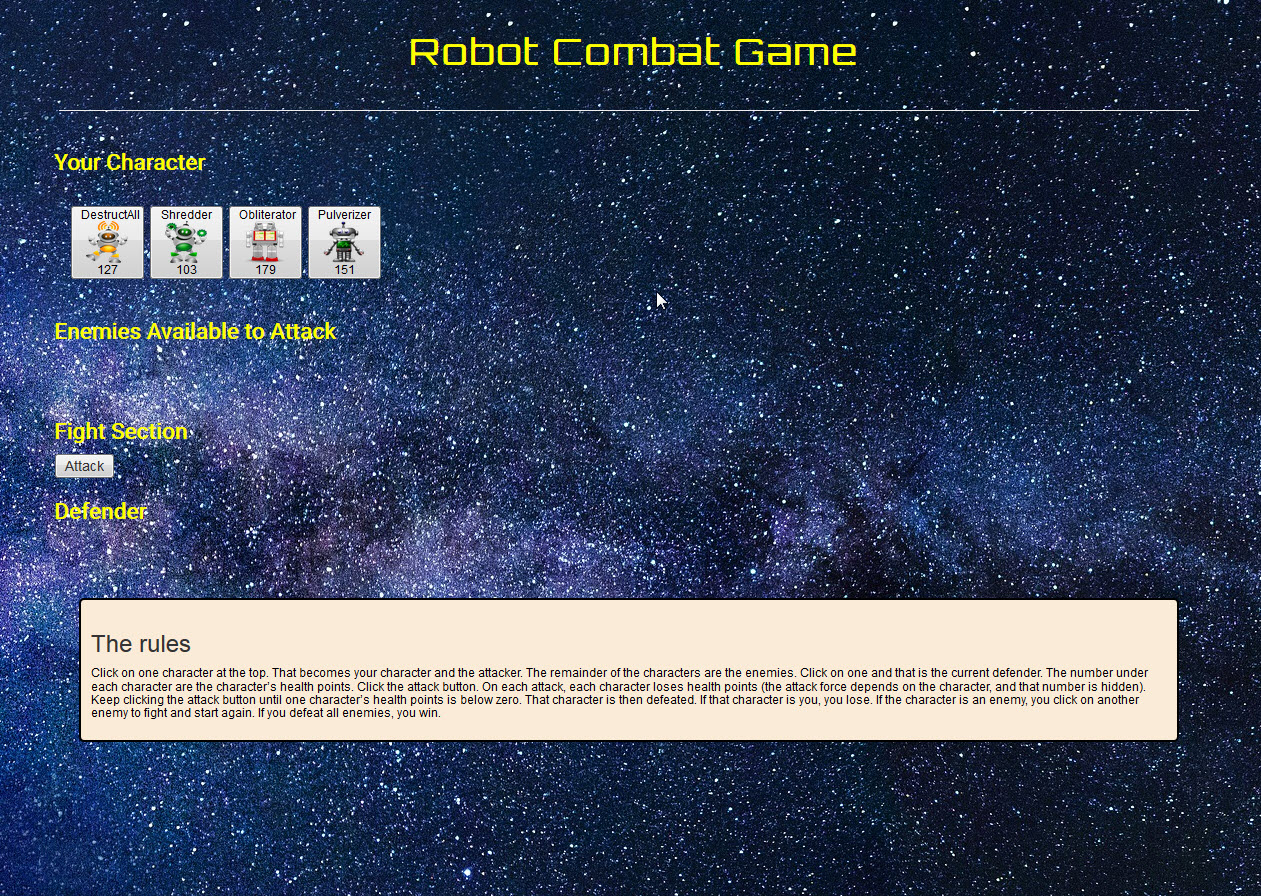 Robot Combat Game
Your Character
DestructAll Shredder Obliterator Pulverizer
127 103 179 151
Enemies Available to Attack
Fight Section
Attack
Defender
The rules
Click on one character at the top. That becomes your character and the attacker. The remainder of the characters are the enemies. Click on one and that is the current defender. The number under
each character are the character's health points. Click the attack button. On each attack, each character loses health points (the attack force depends on the character, and that number is hidden).
Keep clicking the attack button until one character's health points is below zero. That character is then defeated. If that character is you, you lose. If the character is an enemy, you click on another
enemy to fight and start again. If you defeat all enemies, you win.